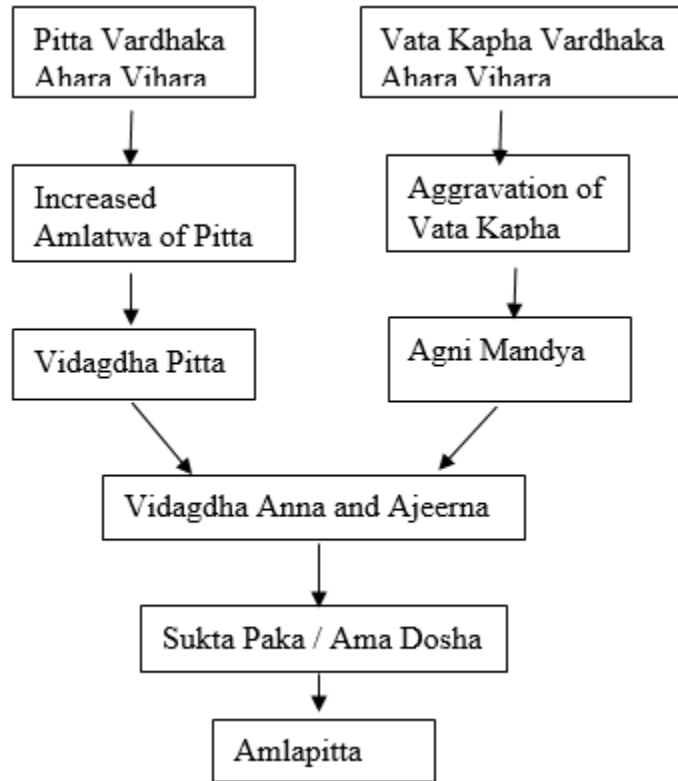 Pitta Vardhaka
Ahara Vihara
Vata Kapha Vardhaka
Ahara Vihara
Increased
Amlatwa of Pitta
Aggravation of
Vata Kapha
Vidagdha Pitta
Agni Mandya
Vidagdha Anna and Ajeerna
Sukta Paka / Ama Dosha
Amlapitta